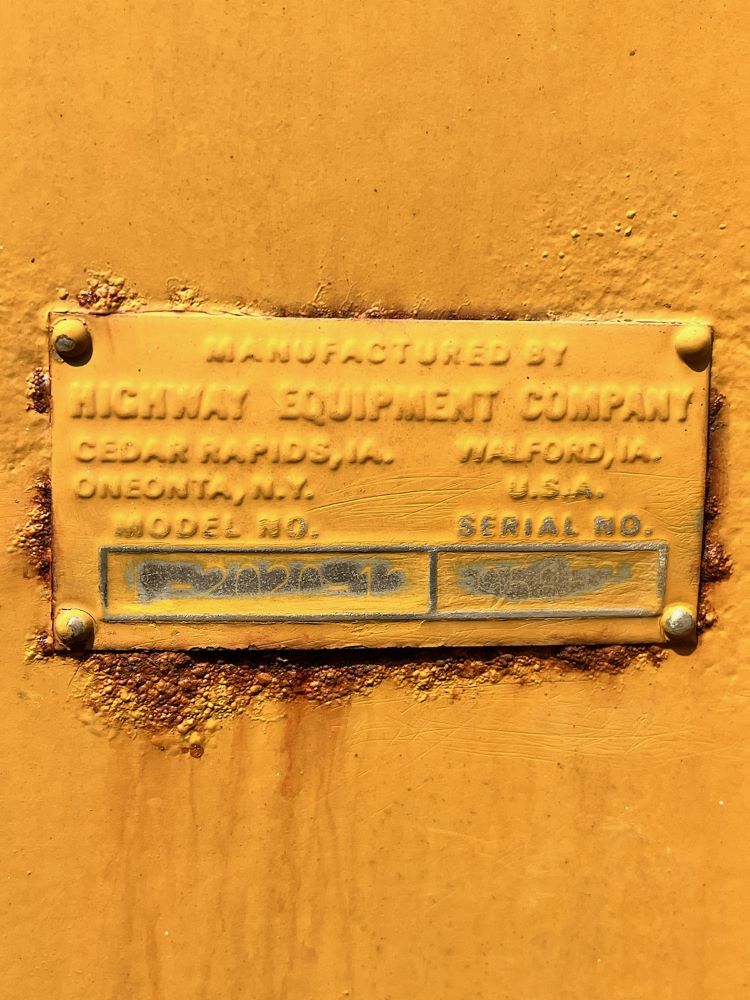 MANUFACTURED BY
HIGHWAY EQUIPMENT COMPANY
CEDAR RAPIDS, IA. WALFORD, IA.
ONEONTA, N.Y. U.S.A.
MODEL NO. SERIAL NO.